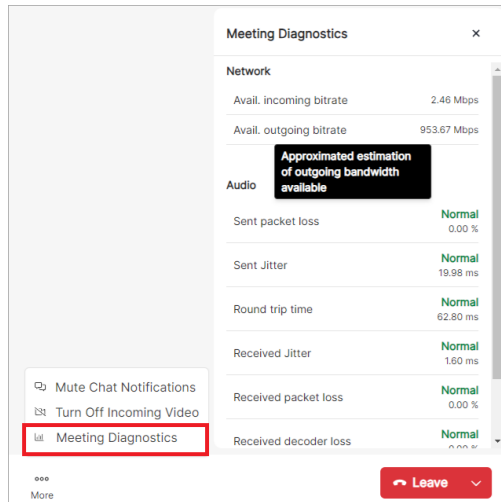 Meeting Diagnostics
Network
Avail. incoming bitrate 2.46 Mbps
Avail. outgoing bitrate 953.67 Mbps
Approximated estimation
of outgoing bandwidth
available
Audio
Sent packet loss Normal
0.00 %
Sent Jitter Normal
19.98 ms
Round trip time Normal
62.80 ms
Received Jitter Normal
1.60 ms
Received packet loss Normal
0.00 %
Received decoder loss Normal
Mute Chat Notifications
Turn Off Incoming Video
Meeting Diagnostics
More
Leave